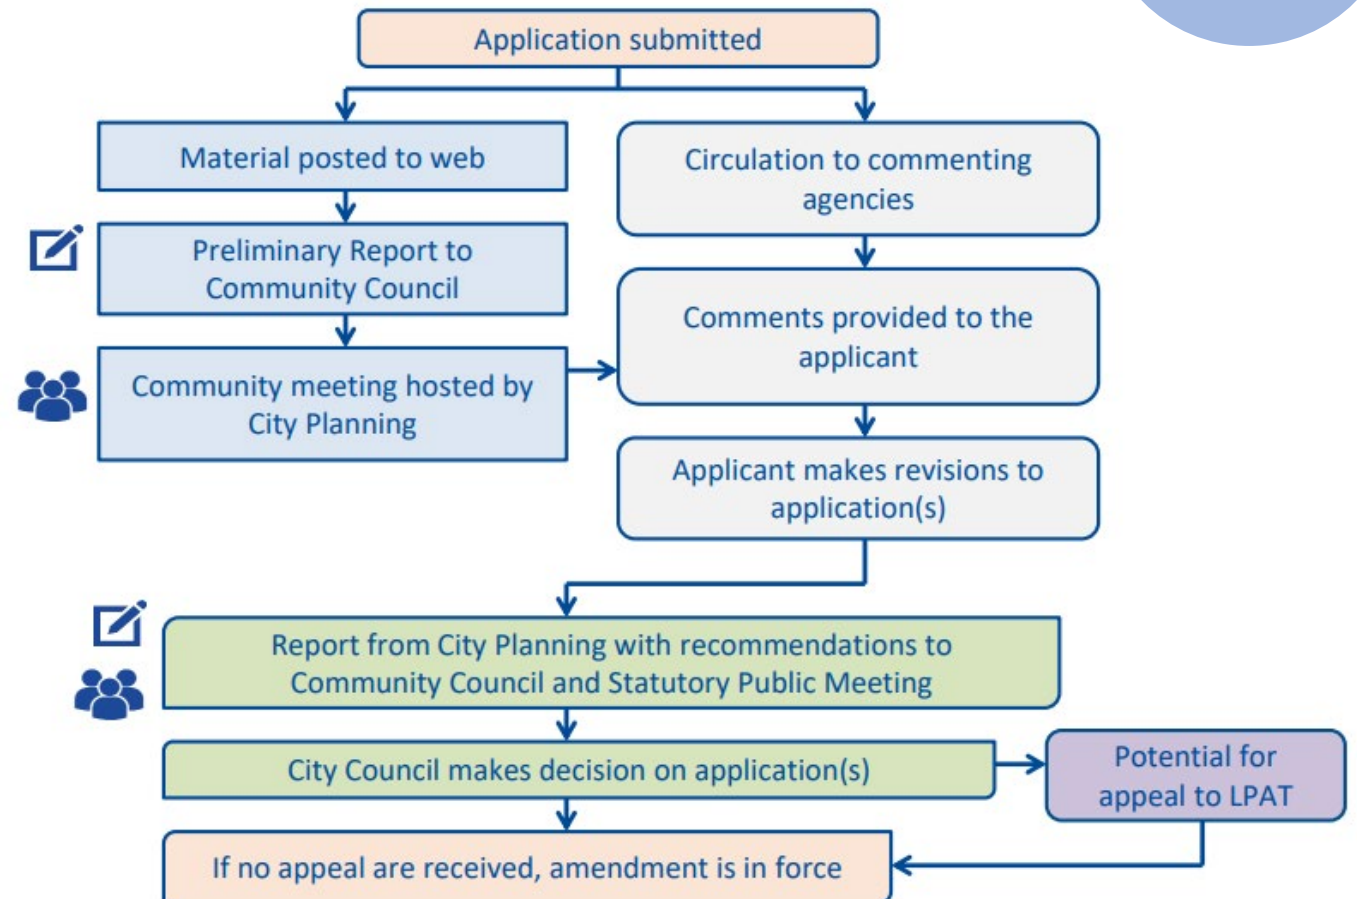 Application submitted
Material posted to web
Preliminary Report to
Community Council
Community meeting hosted by
City Planning
Circulation to commenting
agencies
Comments provided to the
applicant
Applicant makes revisions to
application(s)
Report from City Planning with recommendations to
Community Council and Statutory Public Meeting
City Council makes decision on application(s)
Potential for
appeal to LPAT
If no appeal are received, amendment is in force